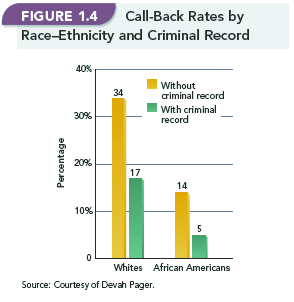 FIGURE 1.4 Call-Back Rates by
Race–Ethnicity and Criminal Record
40%
30%
20%
10%
0
Percentage
34
17
14
5
Without
criminal record
With criminal
record
Whites African Americans
Source: Courtesy of Devah Pager.